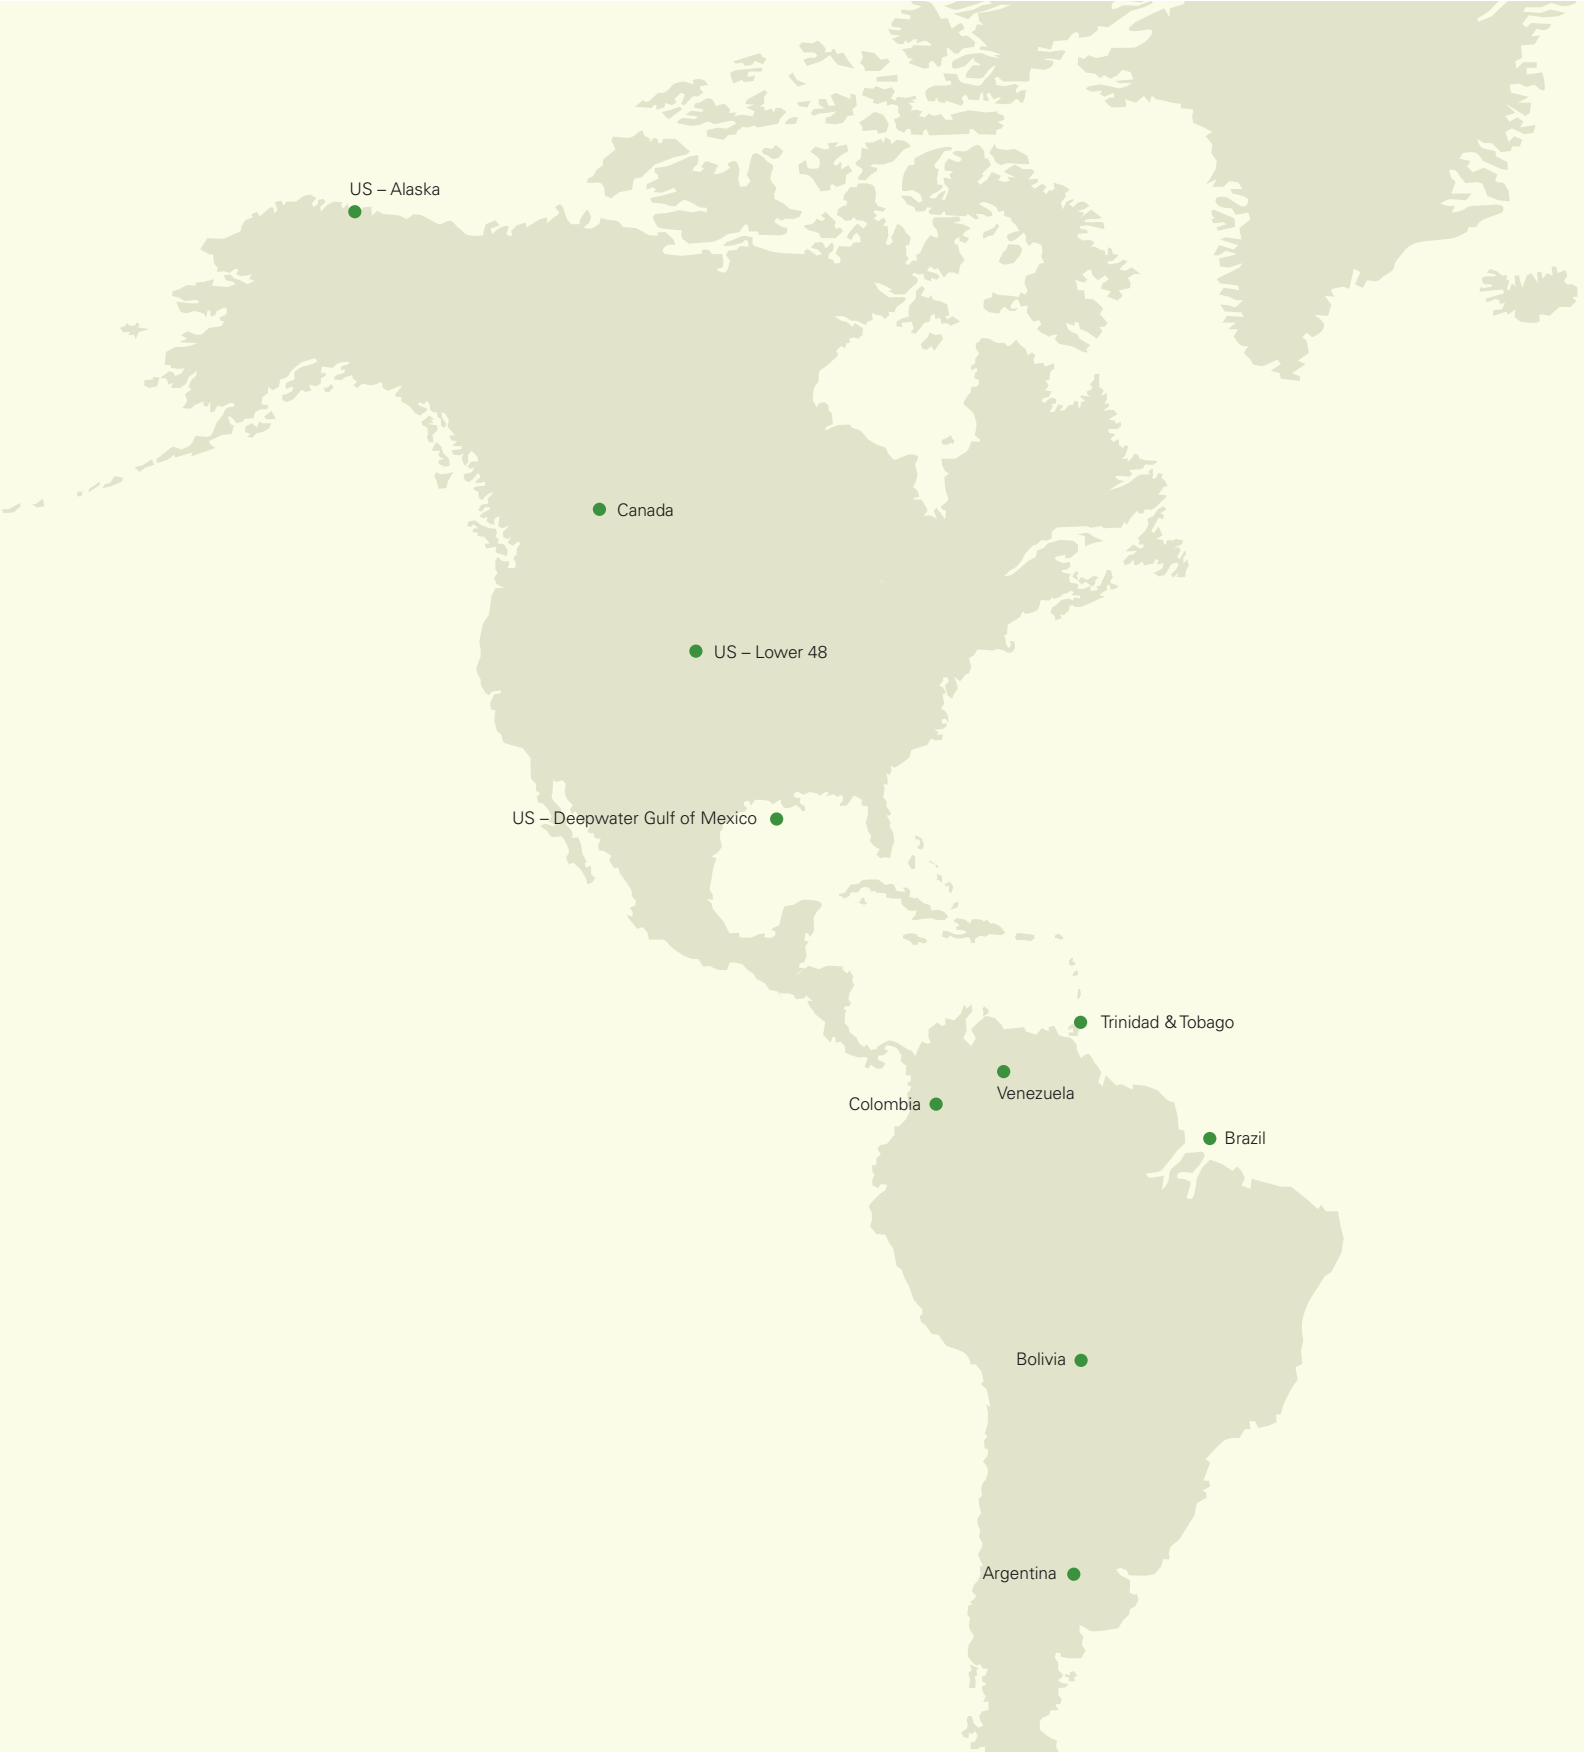 US – Alaska
Canada
US – Lower 48
US – Deepwater Gulf of Mexico
Trinidad & Tobago
Venezuela
Colombia
Brazil
Bolivia
Argentina